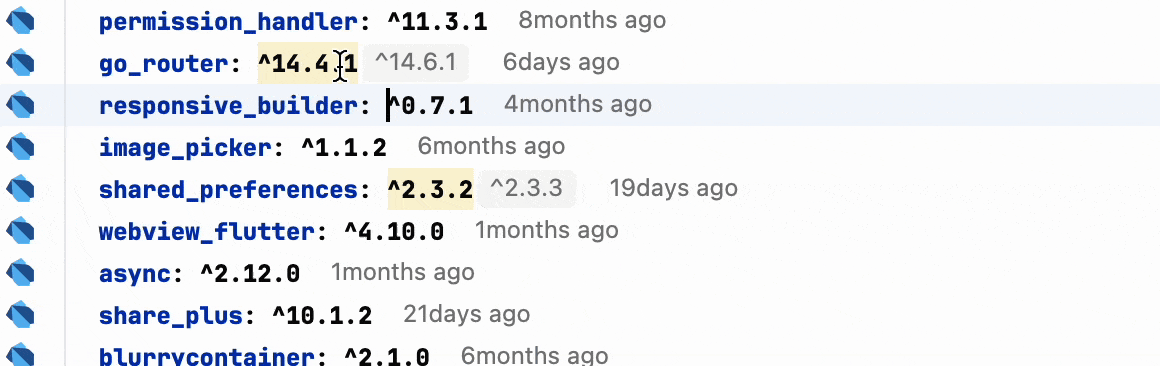 permission_handler: ^11.3.1 8months ago
go_router: ^14.4.1 ^14.6.1 6days ago
responsive_builder: ^0.7.1 4months ago
image_picker: ^1.1.2 6months ago
shared_preferences: ^2.3.2 ^2.3.3 19days ago
webview_flutter: ^4.10.0 1months ago
async: ^2.12.0 1months ago
share_plus: ^10.1.2 21days ago
blurrycontainer: ^2.1.0 6months ago